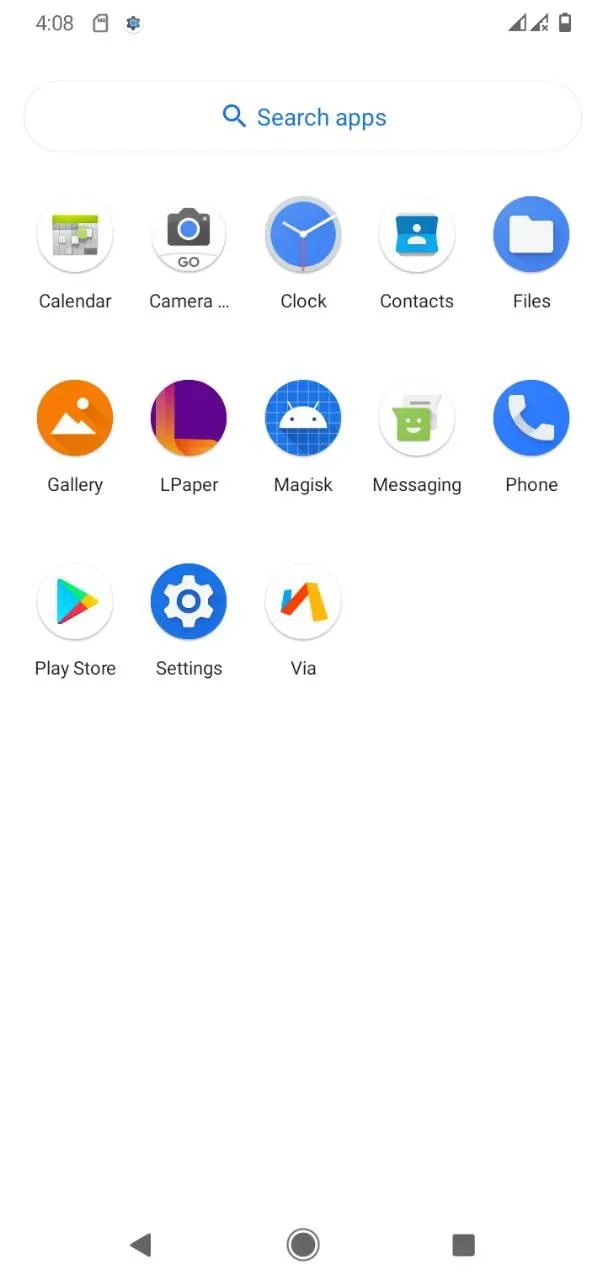 4:08
Search apps
Calendar Camera ... Clock Contacts Files
GO
Gallery LPaper Magisk Messaging Phone
Play Store Settings Via